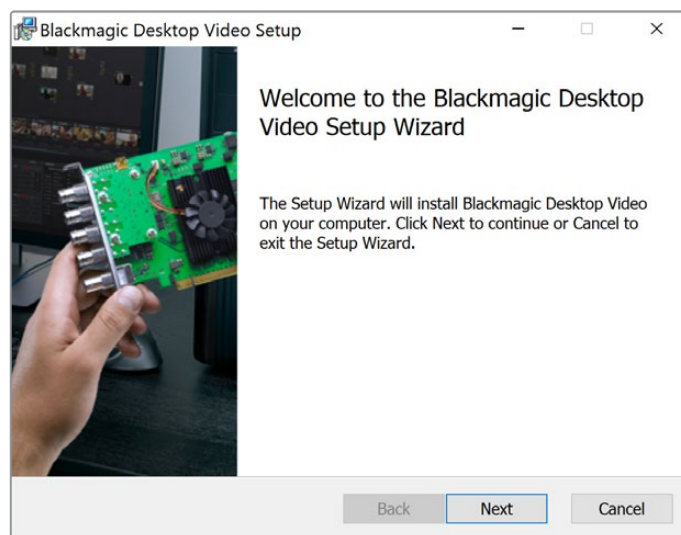 Blackmagic Desktop Video Setup
Welcome to the Blackmagic Desktop
Video Setup Wizard
The Setup Wizard will install Blackmagic Desktop Video
on your computer. Click Next to continue or Cancel to
exit the Setup Wizard.
Back
Next
Cancel